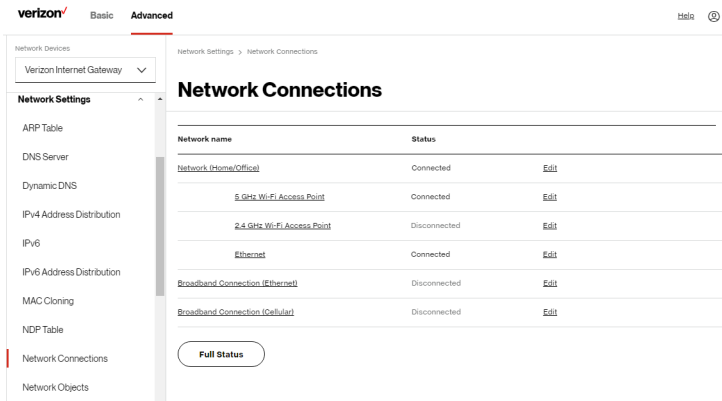 verizon
Basic
Advanced
Help
Network Devices
Verizon Internet Gateway
Network Settings
ARP Table
DNS Server
Dynamic DNS
IPv4 Address Distribution
IPv6
IPv6 Address Distribution
MAC Cloning
NDP Table
Network Connections
Network Objects
Network Settings > Network Connections
Network Connections
Network name Status
Network (Home/Office) Connected Edit
5 GHz Wi-Fi Access Point Connected Edit
2.4 GHz Wi-Fi Access Point Disconnected Edit
Ethernet Connected Edit
Broadband Connection (Ethernet) Disconnected Edit
Broadband Connection (Cellular) Disconnected Edit
Full Status